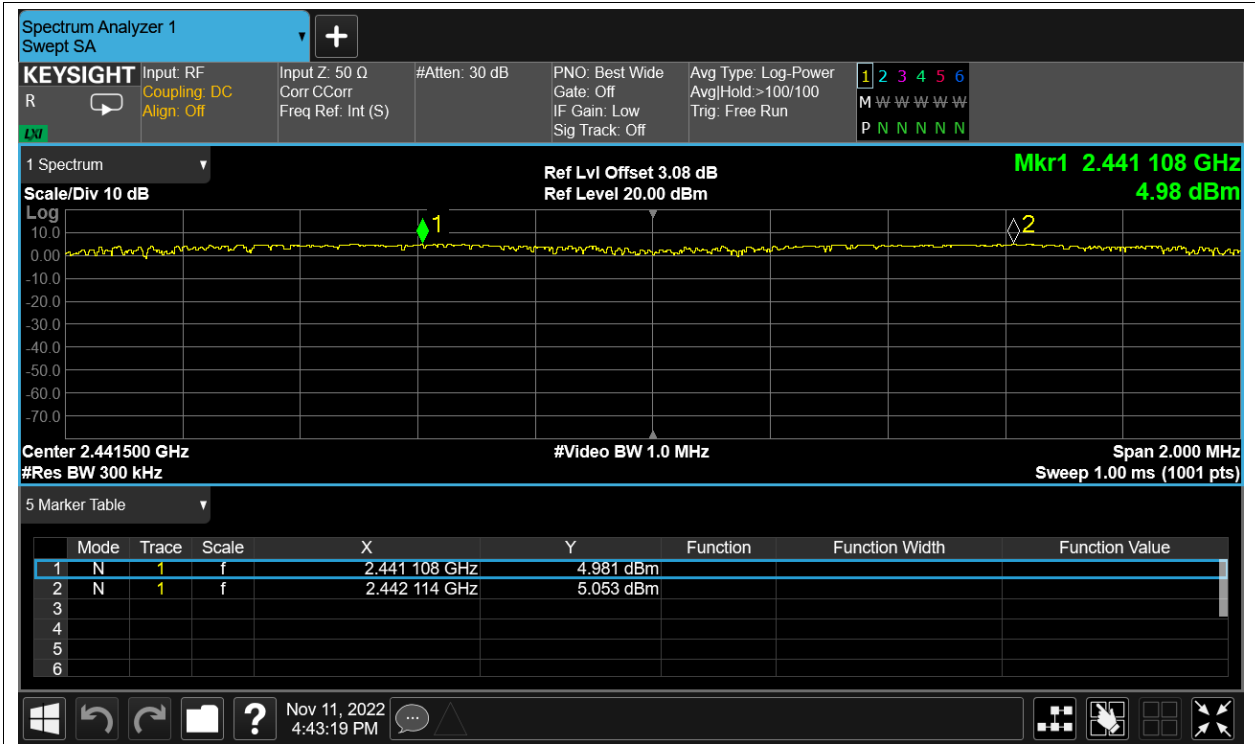 Spectrum Analyzer 1
Swept SA
+
KEYSIGHT
R
LXI
Input: RF
Coupling: DC
Align: Off
Input Z: 50 Ω
Corr CCorr
Freq Ref: Int (S)
#Atten: 30 dB
PNO: Best Wide
Gate: Off
IF Gain: Low
Sig Track: Off
Avg Type: Log-Power
Avg|Hold:>100/100
Trig: Free Run
1 2 3 4 5 6
M W W W W W
P N N N N N
1 Spectrum
Scale/Div 10 dB
Ref Lvl Offset 3.08 dB
Ref Level 20.00 dBm
Mkr1 2.441 108 GHz
4.98 dBm
Log
10.0
0.00
-10.0
-20.0
-30.0
-40.0
-50.0
-60.0
-70.0
1
2
Center 2.441500 GHz
#Res BW 300 kHz
#Video BW 1.0 MHz
Span 2.000 MHz
Sweep 1.00 ms (1001 pts)
5 Marker Table
Mode Trace Scale X Y Function Function Width Function Value
1 N 1 f 2.441 108 GHz 4.981 dBm
2 N 1 f 2.442 114 GHz 5.053 dBm
3
4
5
6
?
Nov 11, 2022
4:43:19 PM